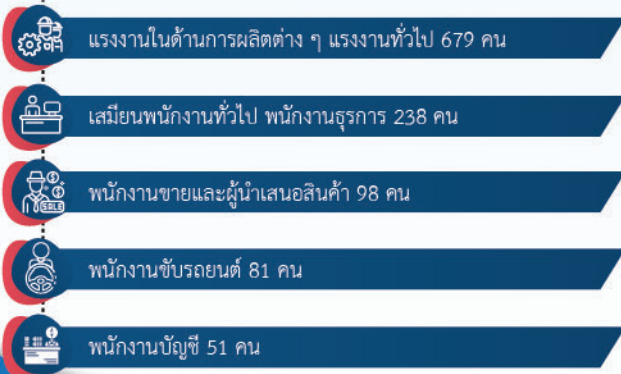 แรงงานในด้านการผลิตต่าง ๆ แรงงานทั่วไป 679 คน
เสมียนพนักงานทั่วไป พนักงานธุรการ 238 คน
SALE
พนักงานขายและผู้นำเสนอสินค้า 98 คน
พนักงานขับรถยนต์ 81 คน
พนักงานบัญชี 51 คน